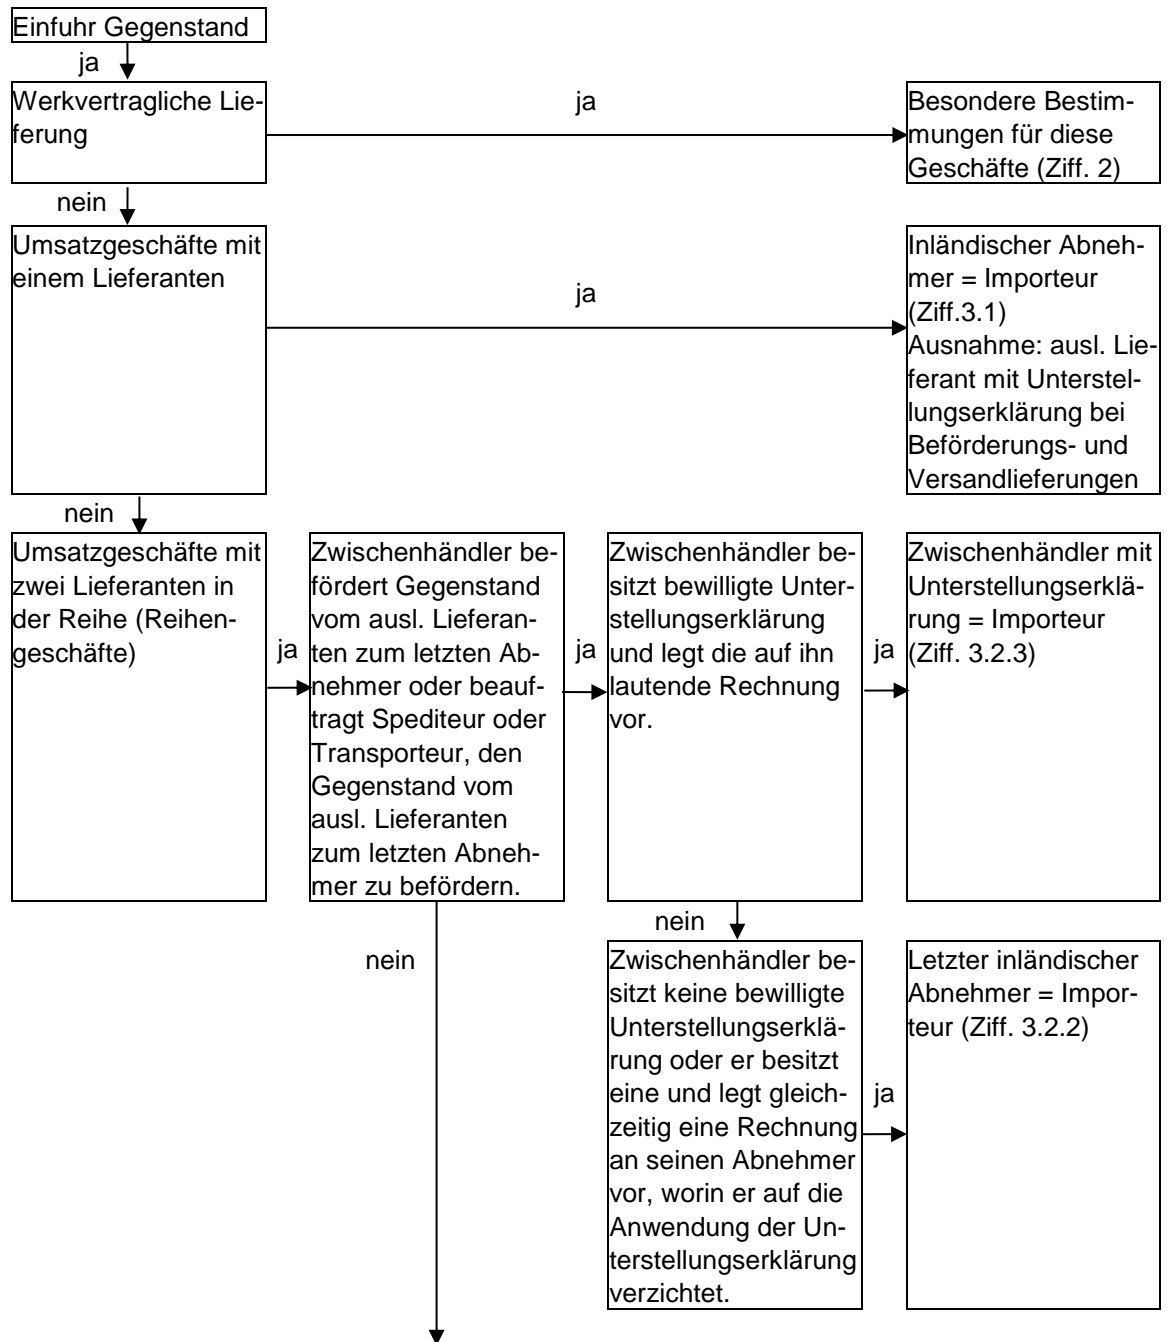 Einfuhr Gegenstand
ja
Werkvertragliche Lie-
ferung
ja
Besondere Bestim-
mungen für diese
Geschäfte (Ziff. 2)
nein
Umsatzgeschäfte mit
einem Lieferanten
ja
Inländischer Abneh-
mer = Importeur
(Ziff.3.1)
Ausnahme: ausl. Lie-
ferant mit Unterstel-
lungserklärung bei
Beförderungs- und
Versandlieferungen
nein
Umsatzgeschäfte mit
zwei Lieferanten in
der Reihe (Reihen-
geschäfte)
ja
Zwischenhändler be-
fördert Gegenstand
vom ausl. Lieferan-
ten zum letzten Ab-
nehmer oder beauf-
tragt Spediteur oder
Transporteur, den
Gegenstand vom
ausl. Lieferanten
zum letzten Abneh-
mer zu befördern.
ja
Zwischenhändler be-
sitzt bewilligte Unter-
stellungserklärung
und legt die auf ihn
lautende Rechnung
vor.
ja
Zwischenhändler mit
Unterstellungserklä-
rung = Importeur
(Ziff. 3.2.3)
nein
nein
Zwischenhändler be-
sitzt keine bewilligte
Unterstellungserklä-
rung oder er besitzt
eine und legt gleich-
zeitig eine Rechnung
an seinen Abnehmer
vor, worin er auf die
Anwendung der Un-
terstellungserklärung
verzichtet.
ja
Letzter inländischer
Abnehmer = Impor-
teur (Ziff. 3.2.2)